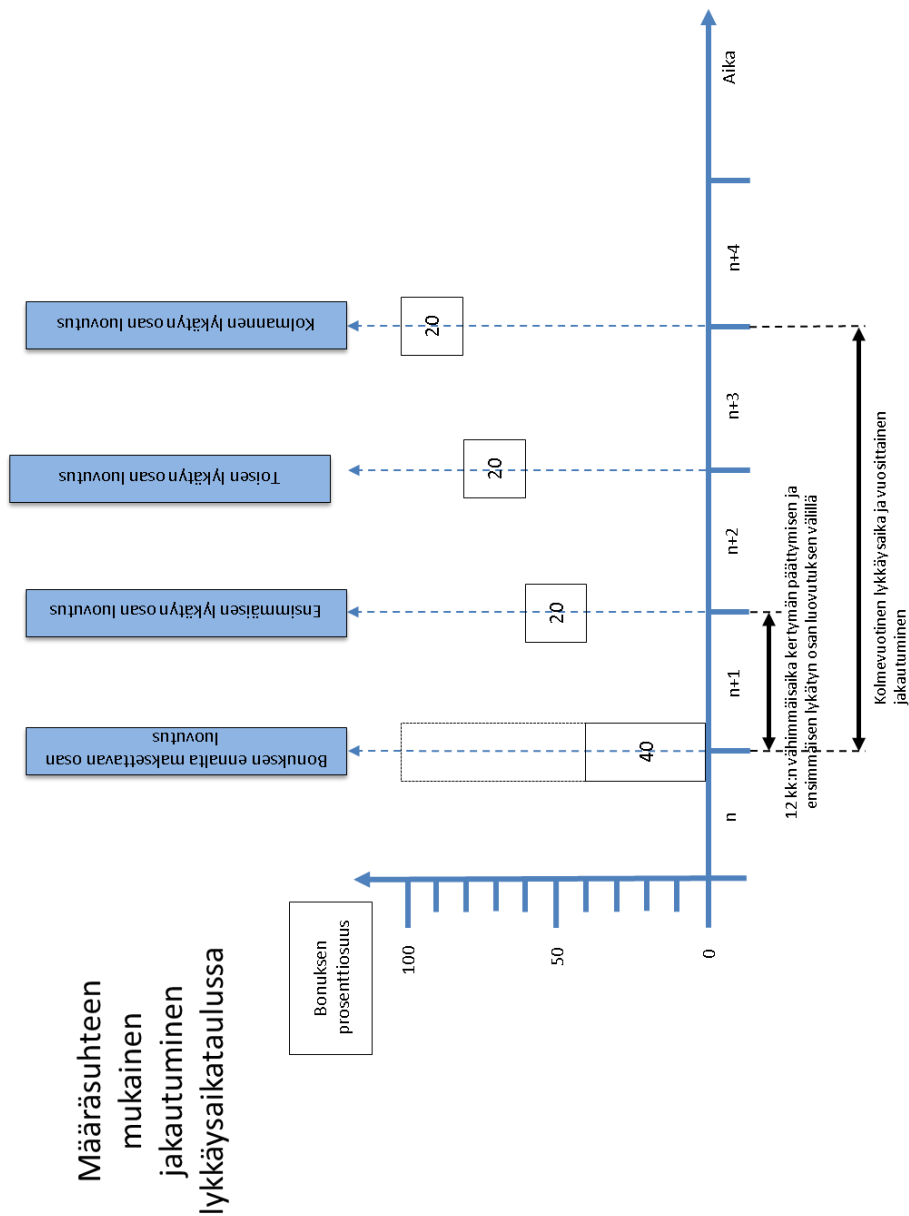 Määräsuhteen
mukainen
jakautuminen
lykkäysaikataulussa
Bonuksen
prosenttiosuus
100
50
0
Bonuksen ennalta maksettavan osan
luovutus
Ensimmäisen lykätyn osan luovutus
Toisen lykätyn osan luovutus
Kolmannen lykätyn osan luovutus
40
20
20
20
n
n+1
n+2
n+3
n+4
Aika
12 kk:n vähimmäisaika kertymän päättymisen ja
ensimmäisen lykätyn osan luovutuksen välillä
Kolmevuotinen lykkäysaika ja vuosittainen
jakautuminen